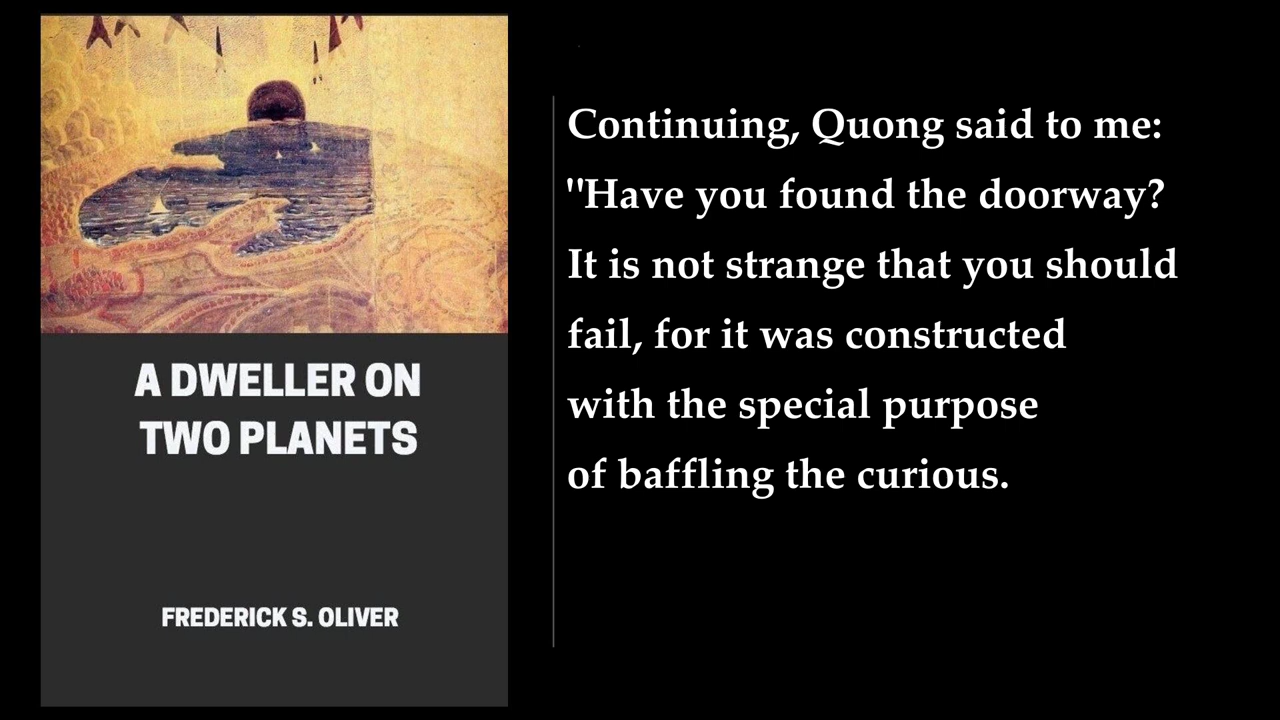 A DWELLER ON
TWO PLANETS
FREDERICK S. OLIVER
Continuing, Quong said to me:
"Have you found the doorway?
It is not strange that you should
fail, for it was constructed
with the special purpose
of baffling the curious.